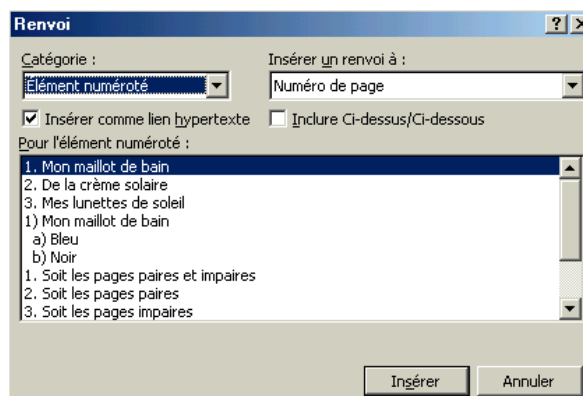 Renvoi
Catégorie :
Insérer un renvoi à :
Élément numéroté
Numéro de page
Insérer comme lien hypertexte
Inclure Ci-dessus/Ci-dessous
Pour l'élément numéroté :
1. Mon maillot de bain
2. De la crème solaire
3. Mes lunettes de soleil
1) Mon maillot de bain
a) Bleu
b) Noir
1. Soit les pages paires et impaires
2. Soit les pages paires
3. Soit les pages impaires
Insérer
Annuler